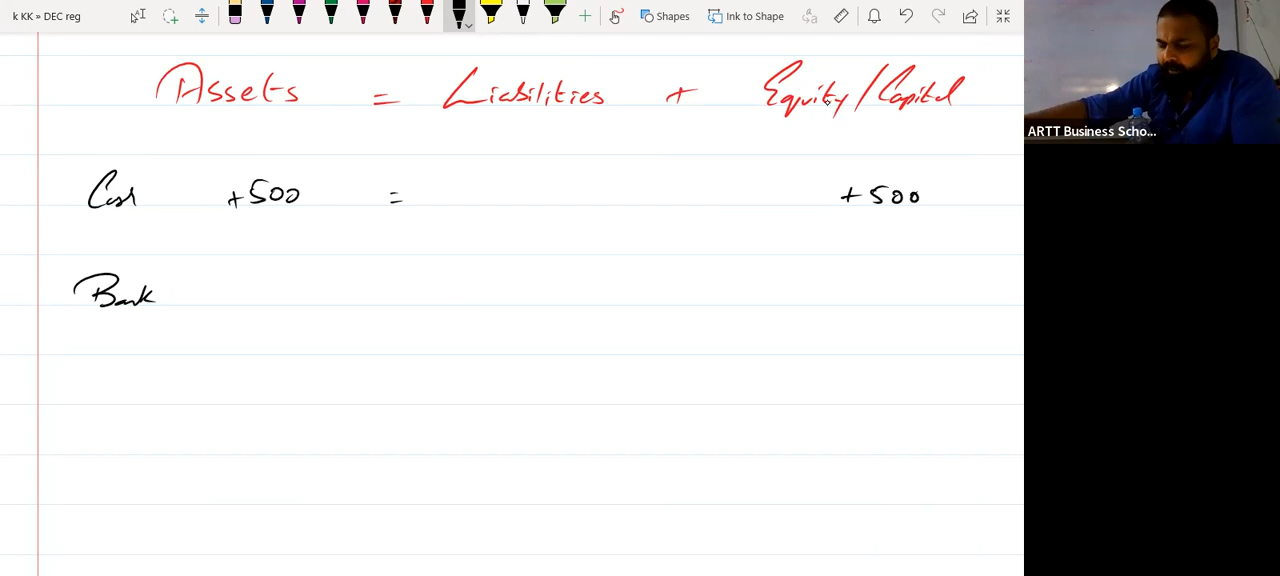 k KK » DEC reg
Shapes
Ink to Shape
Assets = Liabilities + Equity/Capital
ARTT Business Scho...
Cash +500 = +500
Bank